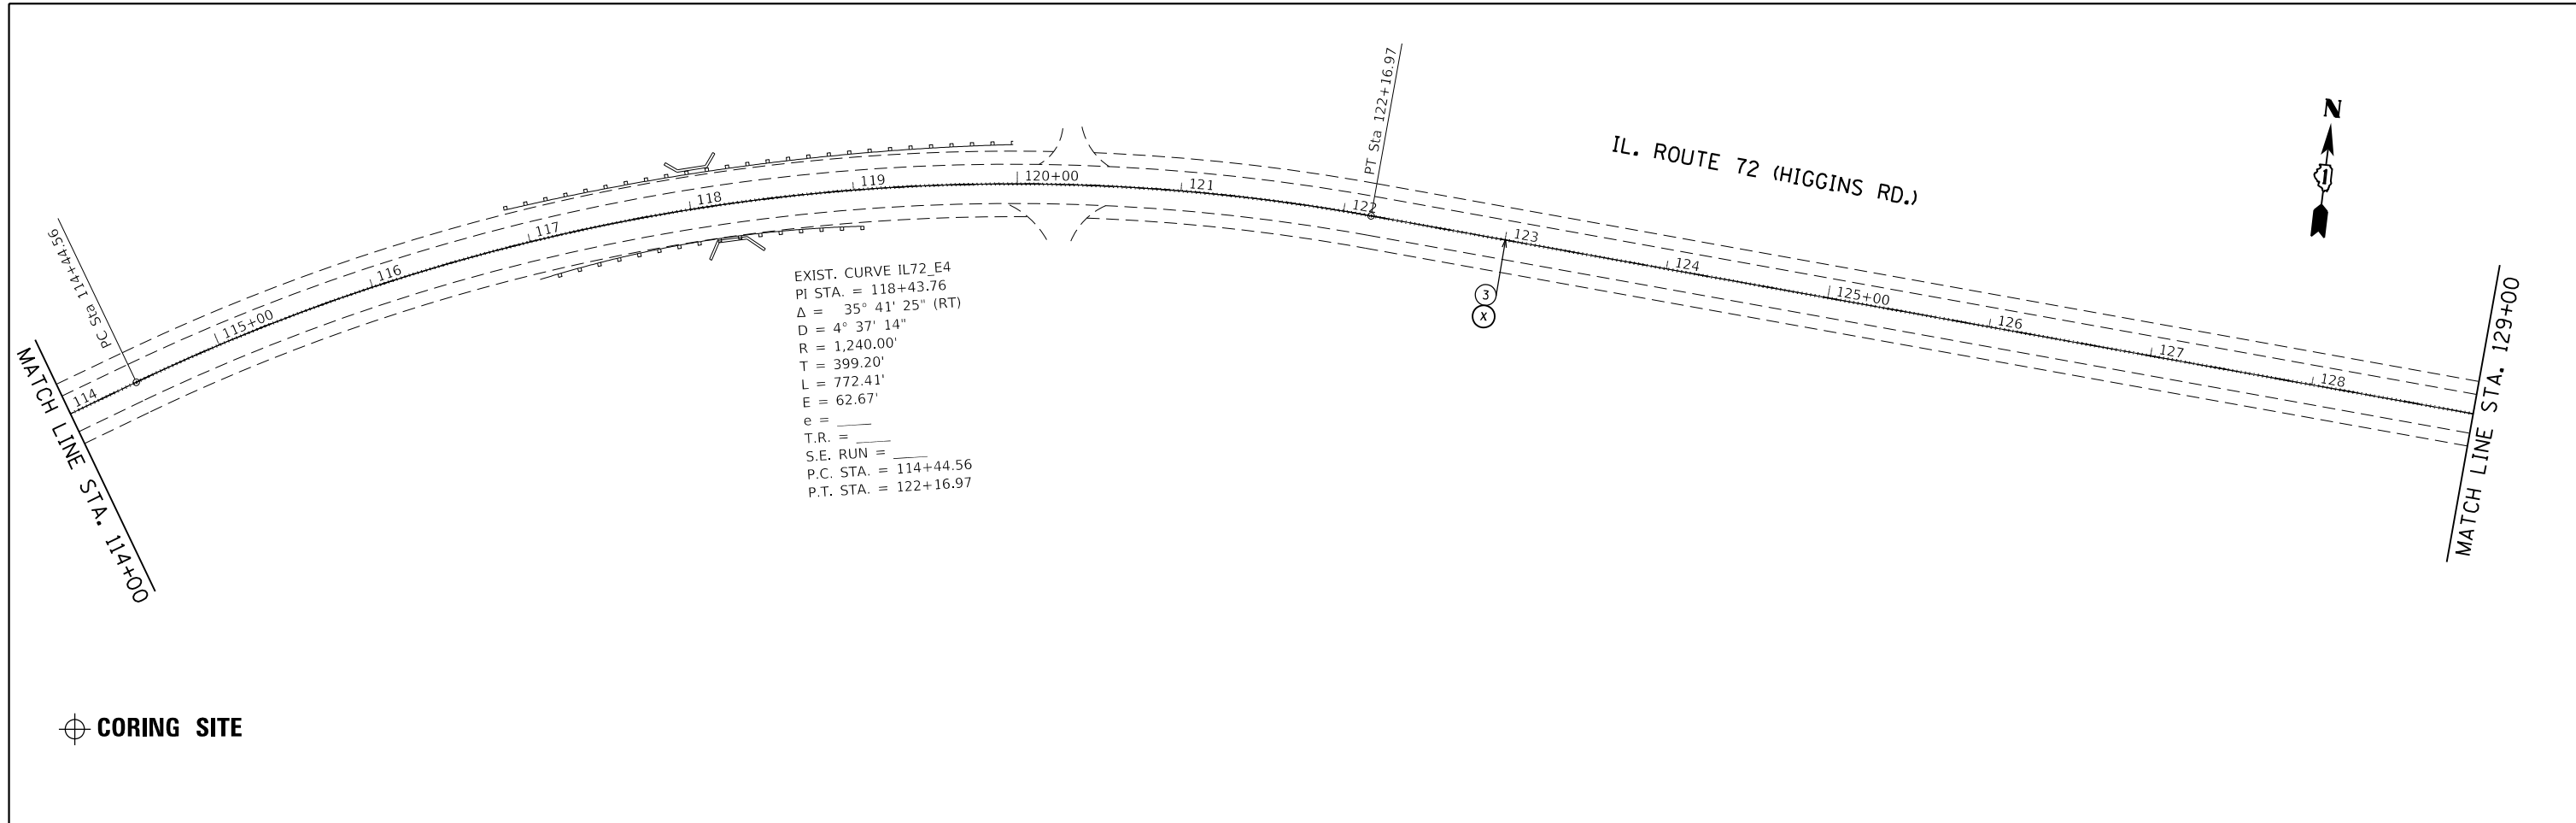 PC Sta 114+44.56
MATCH LINE STA. 114+00
114
115+00
116
117
118
119
120+00
121
122
PT Sta 122+16.97
123
124
125+00
126
127
128
IL. ROUTE 72 (HIGGINS RD.)
N
1
MATCH LINE STA. 129+00
3
X
EXIST. CURVE IL72_E4
PI STA. = 118+43.76
Δ = 35° 41' 25" (RT)
D = 4° 37' 14"
R = 1,240.00'
T = 399.20'
L = 772.41'
E = 62.67'
e = ____
T.R. = ____
S.E. RUN = ____
P.C. STA. = 114+44.56
P.T. STA. = 122+16.97
CORING SITE